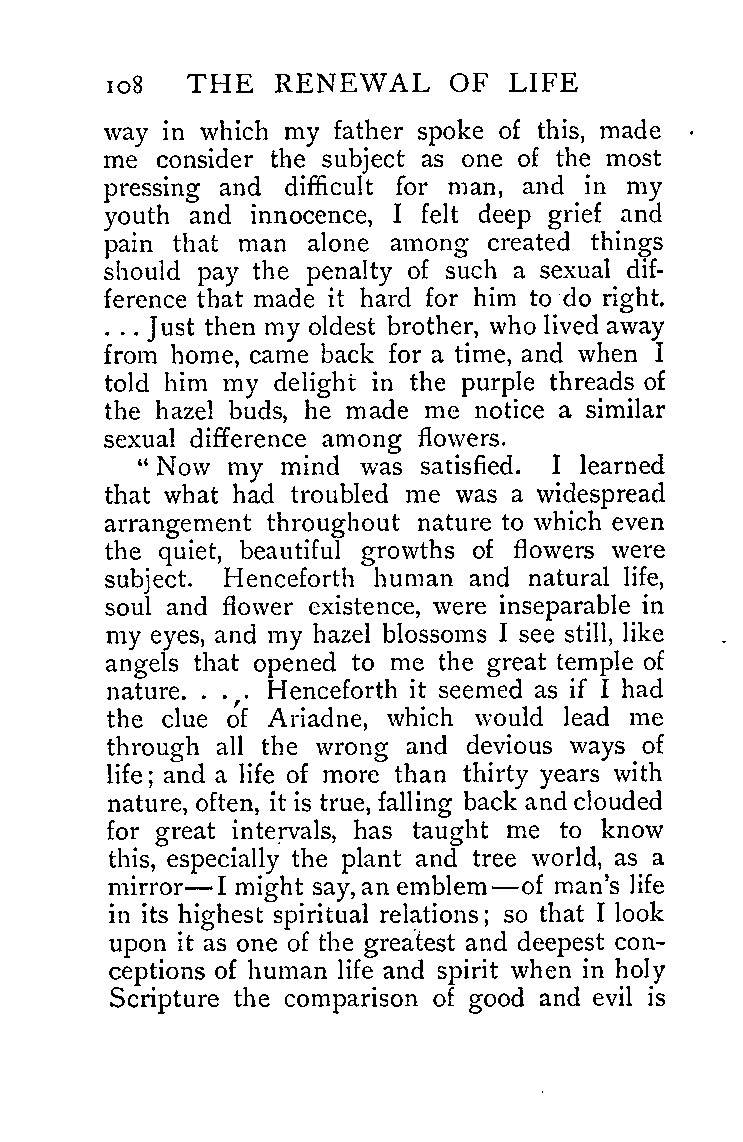 108 THE RENEWAL OF LIFE
way in which my father spoke of this, made
me consider the subject as one of the most
pressing and difficult for man, and in my
youth and innocence, I felt deep grief and
pain that man alone among created things
should pay the penalty of such a sexual dif-
ference that made it hard for him to do right.
. . . Just then my oldest brother, who lived away
from home, came back for a time, and when I
told him my delight in the purple threads of
the hazel buds, he made me notice a similar
sexual difference among flowers.
“Now my mind was satisfied. I learned
that what had troubled me was a widespread
arrangement throughout nature to which even
the quiet, beautiful growths of flowers were
subject. Henceforth human and natural life,
soul and flower existence, were inseparable in
my eyes, and my hazel blossoms I see still, like
angels that opened to me the great temple of
nature. . . . Henceforth it seemed as if I had
the clue of Ariadne, which would lead me
through all the wrong and devious ways of
life; and a life of more than thirty years with
nature, often, it is true, falling back and clouded
for great intervals, has taught me to know
this, especially the plant and tree world, as a
mirror—I might say, an emblem—of man's life
in its highest spiritual relations; so that I look
upon it as one of the greatest and deepest con-
ceptions of human life and spirit when in holy
Scripture the comparison of good and evil is